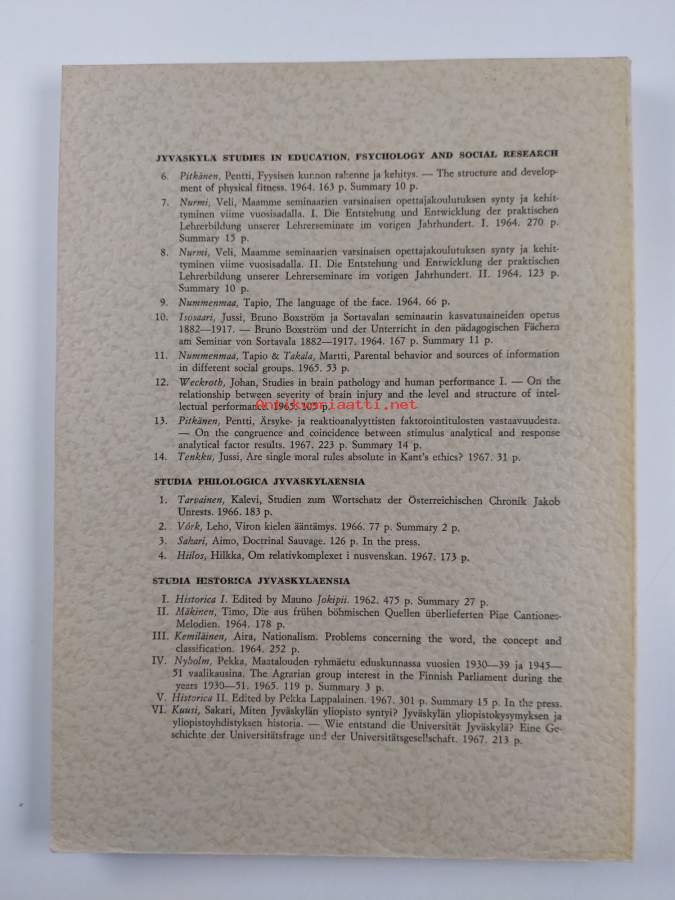 JYVÄSKYLÄ STUDIES IN EDUCATION, PSYCHOLOGY AND SOCIAL RESEARCH
6. Pitkänen, Pentti, Fyysisen kunnon rakenne ja kehitys. — The structure and develop-
ment of physical fitness. 1964. 163 p. Summary 10 p.
7. Nurmi, Veli, Maamme seminaarien varsinaisen opettajakoulutuksen synty ja kehit-
tyminen viime vuosisadalla. I. Die Entstehung und Entwicklung der praktischen
Lehrerbildung unserer Lehrerseminare im vorigen Jahrhundert. I. 1964. 270 p.
Summary 15 p.
8. Nurmi, Veli, Maamme seminaarien varsinaisen opettajakoulutuksen synty ja kehit-
tyminen viime vuosisadalla. II. Die Entstehung und Entwicklung der praktischen
Lehrerbildung unserer Lehrerseminare im vorigen Jahrhundert. II. 1964. 123 p.
Summary 10 p.
9. Nummenmaa, Tapio, The language of the face. 1964. 66 p.
10. Isosaari, Jussi, Bruno Boxström ja Sortavalan seminaarin kasvatusaineiden opetus
1882—1917. — Bruno Boxström und der Unterricht in den pädagogischen Fächern
am Seminar von Sortavala 1882—1917. 1964. 167 p. Summary 11 p.
11. Nummenmaa, Tapio & Takala, Martti, Parental behavior and sources of information
in different social groups. 1965. 53 p.
12. Weckroth, Johan, Studies in brain pathology and human performance I. — On the
relationship between severity of brain injury and the level and structure of intel-
lectual performance. 1965. 105 p.
Antikvariaatti.net
13. Pitkänen, Pentti, Ärsyke- ja reaktioanalyyttisten faktorointitulosten vastaavuudesta.
— On the congruence and coincidence between stimulus analytical and response
analytical factor results. 1967. 223 p. Summary 14 p.
14. Tenkku, Jussi, Are single moral rules absolute in Kant's ethics? 1967. 31 p.
STUDIA PHILOLOGICA JYVÄSKYLÄENSIA
1. Tarvainen, Kalevi, Studien zum Wortschatz der Österreichischen Chronik Jakob
Unrests. 1966. 183 p.
2. Võrk, Leho, Viron kielen ääntämys. 1966. 77 p. Summary 2 p.
3. Sakari, Aimo, Doctrinal Sauvage. 126 p. In the press.
4. Hiilos, Hilkka, Om relativkomplexet i nusvenskan. 1967. 173 p.
STUDIA HISTORICA JYVÄSKYLÄENSIA
I. Historica I. Edited by Mauno Jokipii. 1962. 475 p. Summary 27 p.
II. Mäkinen, Timo, Die aus frühen böhmischen Quellen überlieferten Piae Cantiones-
Melodien. 1964. 178 p.
III. Kemiläinen, Aira, Nationalism. Problems concerning the word, the concept and
classification. 1964. 252 p.
IV. Nyholm, Pekka, Maatalouden ryhmäetu eduskunnassa vuosien 1930—39 ja 1945—
51 vaalikausina. The Agrarian group interest in the Finnish Parliament during the
years 1930—51. 1965. 119 p. Summary 3 p.
V. Historica II. Edited by Pekka Lappalainen. 1967. 301 p. Summary 15 p. In the press.
VI. Kuusi, Sakari, Miten Jyväskylän yliopisto syntyi? Jyväskylän yliopistokysymyksen ja
yliopistoyhdistyksen historia. — Wie entstand die Universität Jyväskylä? Eine Ge-
schichte der Universitätsfrage und der Universitätsgesellschaft. 1967. 213 p.